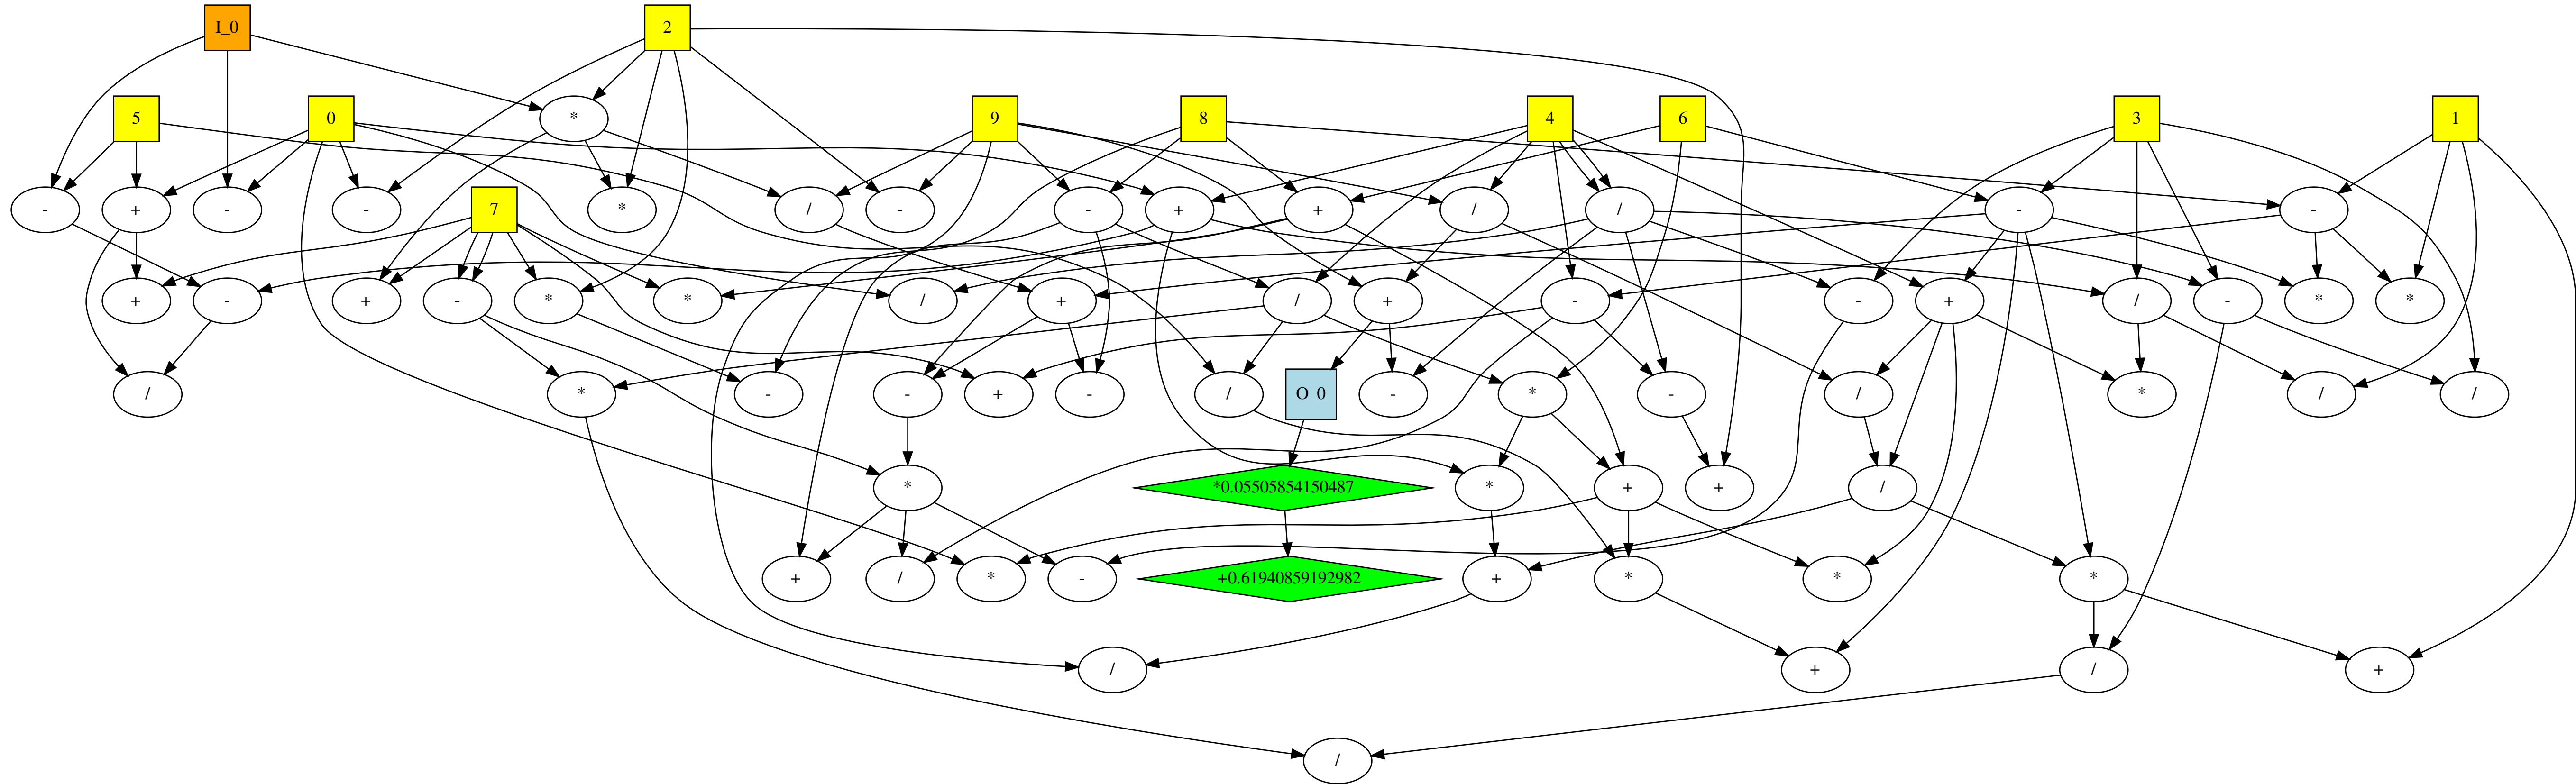 I_0 2
5 0 * 9 8 4 6 3 1
- + - - 7 * / - - + + / / - -
+ - + - * * / + / + - - + / - * *
/ * - - + - / O_0 - * - / * / /
* *0.05505854150487 * + + /
+ / * - +0.61940859192982 + * * *
/ + / +
/